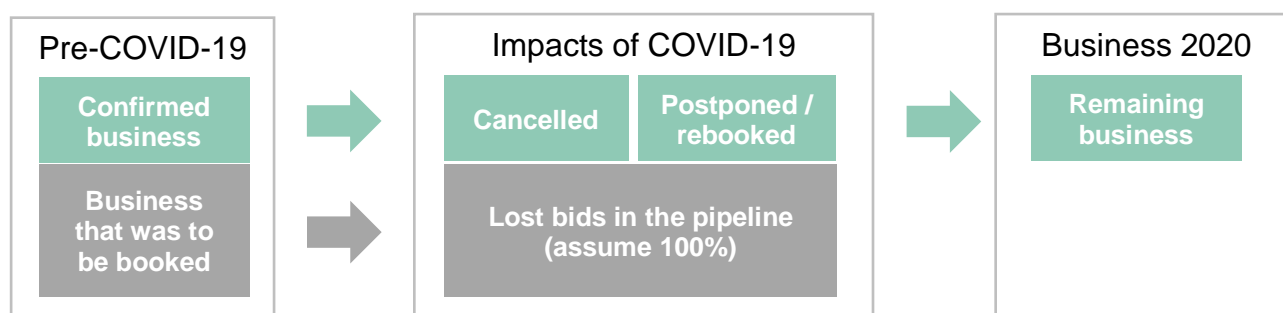 Pre-COVID-19
Confirmed
business
Business
that was to
be booked
Impacts of COVID-19
Cancelled
Postponed /
rebooked
Lost bids in the pipeline
(assume 100%)
Business 2020
Remaining
business